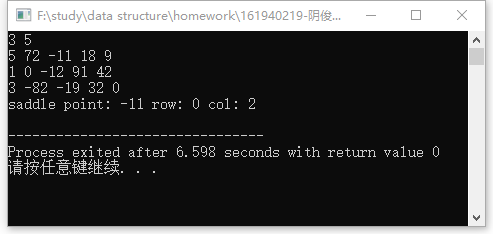 F:\study\data structure\homework\161940219-阴俊...
3 5
5 72 -11 18 9
1 0 -12 91 42
3 -82 -19 32 0
saddle point: -11 row: 0 col: 2
--------------------------------
Process exited after 6.598 seconds with return value 0
请按任意键继续. . .